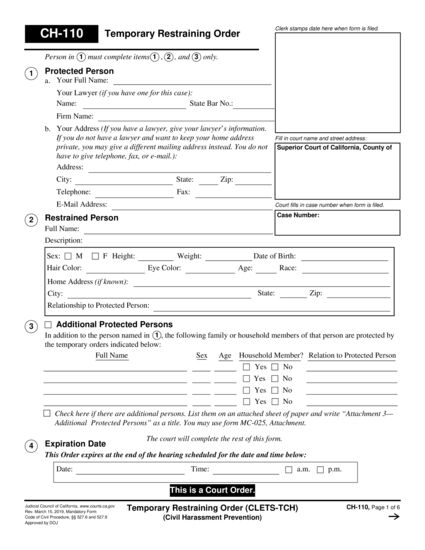 CH-110 Temporary Restraining Order
Clerk stamps date here when form is filed.
Person in 1 must complete items 1, 2, and 3 only.
1 Protected Person
a. Your Full Name:
Your Lawyer (if you have one for this case):
Name: State Bar No.:
Firm Name:
b. Your Address (If you have a lawyer, give your lawyer's information.
If you do not have a lawyer and want to keep your home address
private, you may give a different mailing address instead. You do not
have to give telephone, fax, or e-mail.):
Address:
City: State: Zip:
Telephone: Fax:
E-Mail Address:
Fill in court name and street address:
Superior Court of California, County of
Court fills in case number when form is filed.
Case Number:
2 Restrained Person
Full Name:
Description:
Sex: M F Height: Weight: Date of Birth:
Hair Color: Eye Color: Age: Race:
Home Address (if known):
City: State: Zip:
Relationship to Protected Person:
3 Additional Protected Persons
In addition to the person named in 1, the following family or household members of that person are protected by
the temporary orders indicated below:
Full Name Sex Age Household Member? Relation to Protected Person
Yes No
Yes No
Yes No
Yes No
Check here if there are additional persons. List them on an attached sheet of paper and write "Attachment 3—
Additional Protected Persons" as a title. You may use form MC-025, Attachment.
The court will complete the rest of this form.
4 Expiration Date
This Order expires at the end of the hearing scheduled for the date and time below:
Date: Time: a.m. p.m.
This is a Court Order.
Judicial Council of California, www.courts.ca.gov
Rev. March 15, 2019, Mandatory Form
Code of Civil Procedure, §§ 527.6 and 527.9
Approved by DOJ
Temporary Restraining Order (CLETS-TCH)
(Civil Harassment Prevention)
CH-110, Page 1 of 6